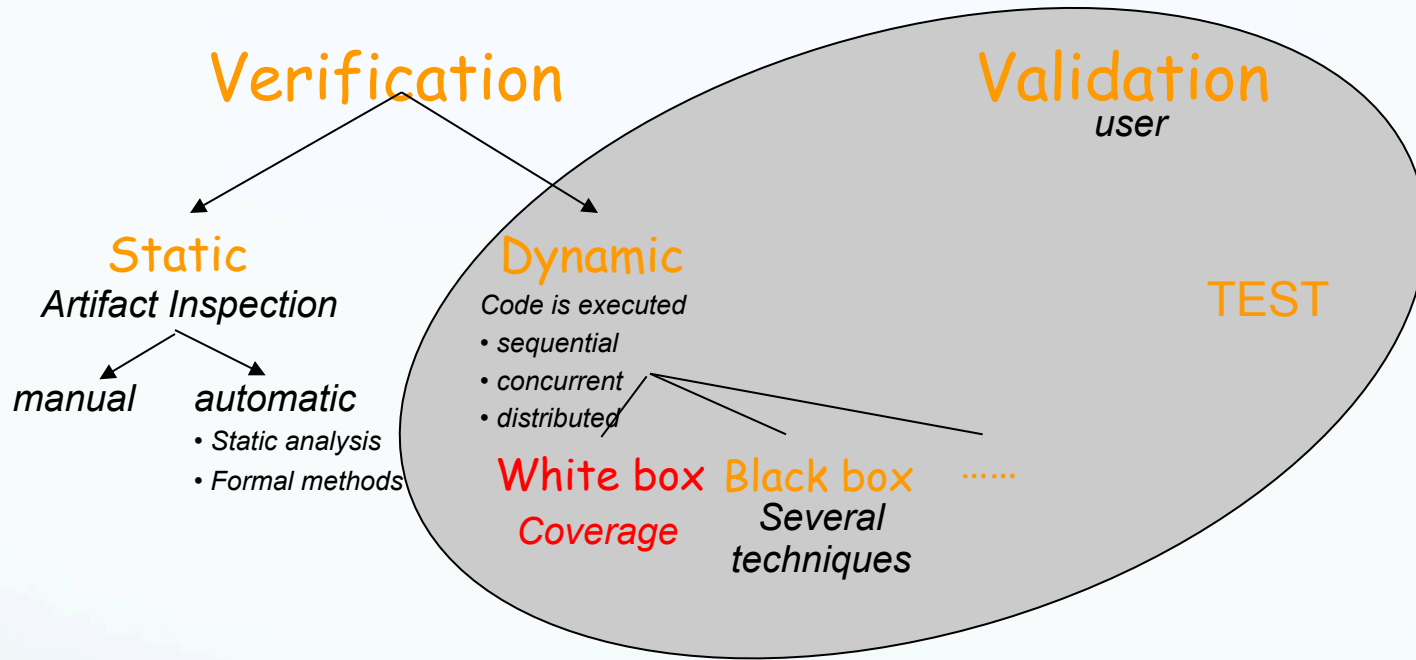 Verification
Validation
user
Static
Artifact Inspection
manual
automatic
• Static analysis
• Formal methods
Dynamic
Code is executed
• sequential
• concurrent
• distributed
TEST
White box
Coverage
Black box
Several
techniques
……